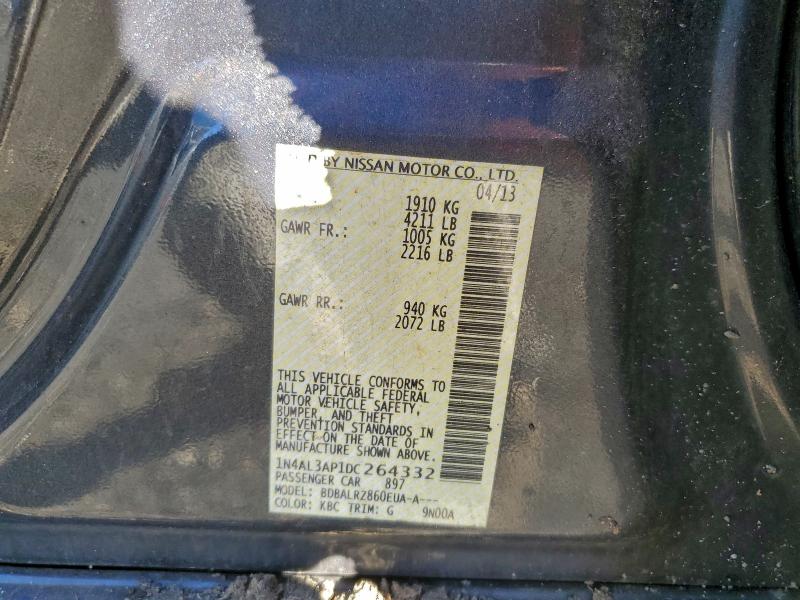 BY NISSAN MOTOR CO., LTD.
04/13
1910 KG
4211 LB
GAWR FR.: 1005 KG
2216 LB
GAWR RR.: 940 KG
2072 LB
THIS VEHICLE CONFORMS TO
ALL APPLICABLE FEDERAL
MOTOR VEHICLE SAFETY,
BUMPER, AND THEFT
PREVENTION STANDARDS IN
EFFECT ON THE DATE OF
MANUFACTURE SHOWN ABOVE.
1N4AL3AP1DC264332
PASSENGER CAR 897
MODEL: BDBALRZ860EUA-A---
COLOR: KBC TRIM: G 9N00A